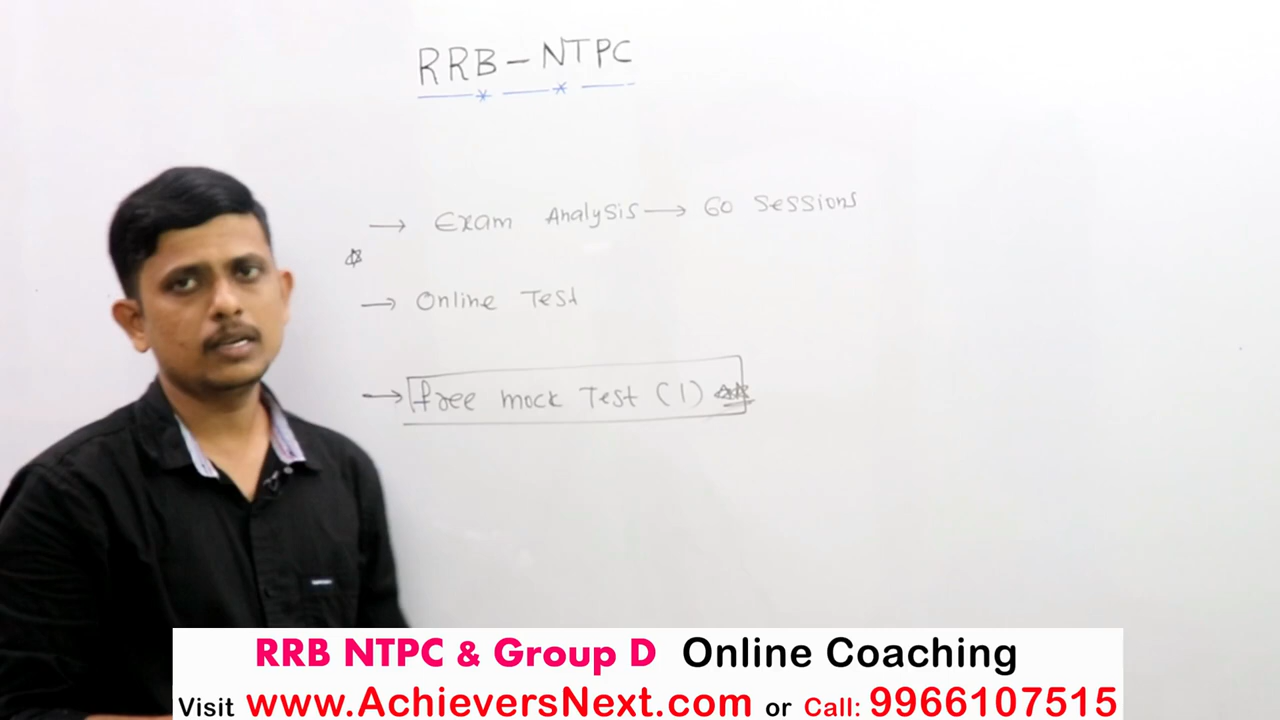 RRB - NTPC
→ Exam Analysis → 60 Sessions
→ Online Test
→ free mock Test (1)
RRB NTPC & Group D Online Coaching
Visit www.AchieversNext.com or Call: 9966107515